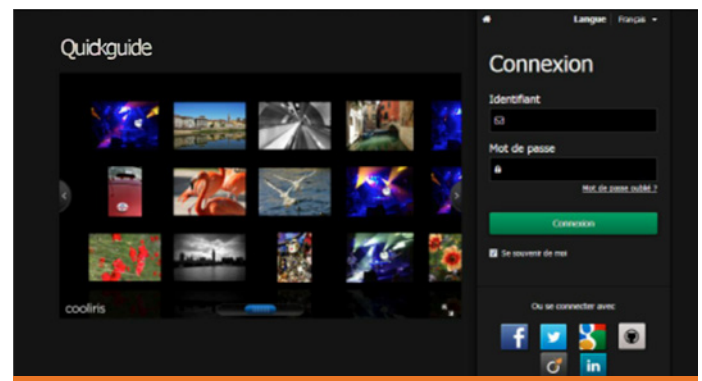 Langue Français
Quickguide
Connexion
Identifiant
Mot de passe
Mot de passe oublié ?
Connexion
Se souvenir de moi
cooliris
Ou se connecter avec
f
in